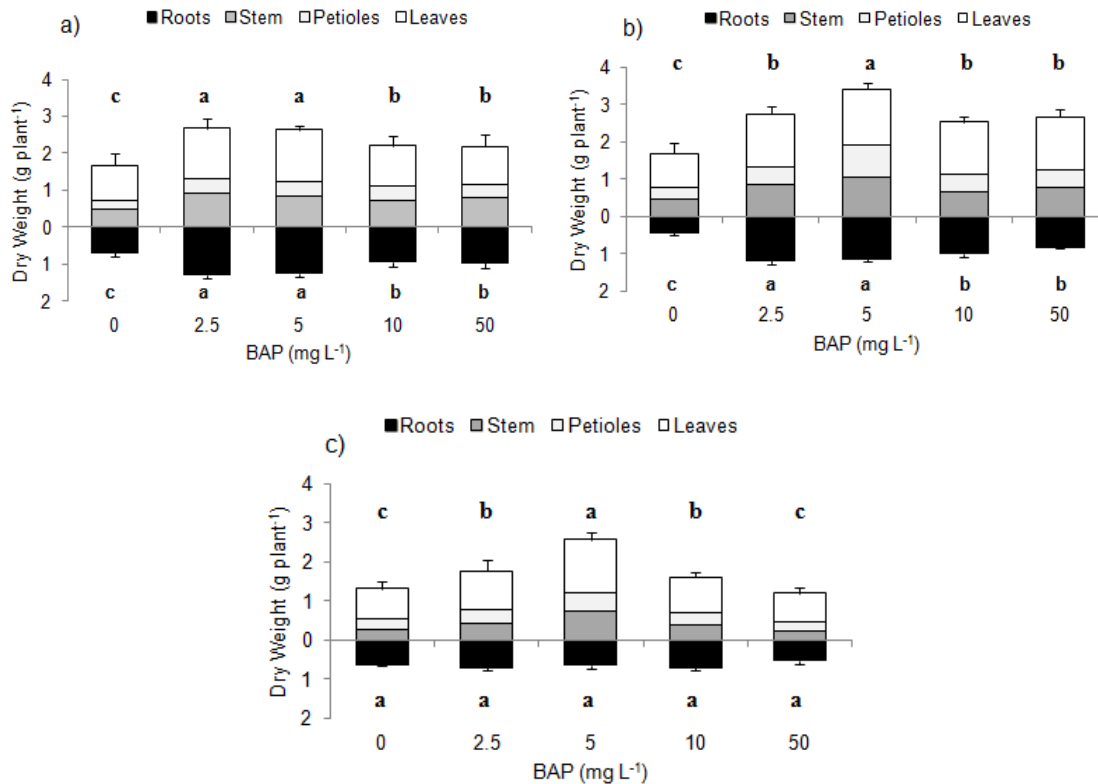 a)
■Roots □Stem □Petioles □Leaves
Dry Weight (g plant⁻¹)
4
3
2
1
0
1
2
c a a b b
c a a b b
0 2.5 5 10 50
BAP (mg L⁻¹)
b)
■Roots ■Stem □Petioles □Leaves
Dry Weight (g plant⁻¹)
4
3
2
1
0
1
2
c b a b b
c a a b b
0 2.5 5 10 50
BAP (mg L⁻¹)
c)
■Roots ■Stem □Petioles □Leaves
Dry Weight (g plant⁻¹)
4
3
2
1
0
1
2
c b a b c
a a a a a
0 2.5 5 10 50
BAP (mg L⁻¹)